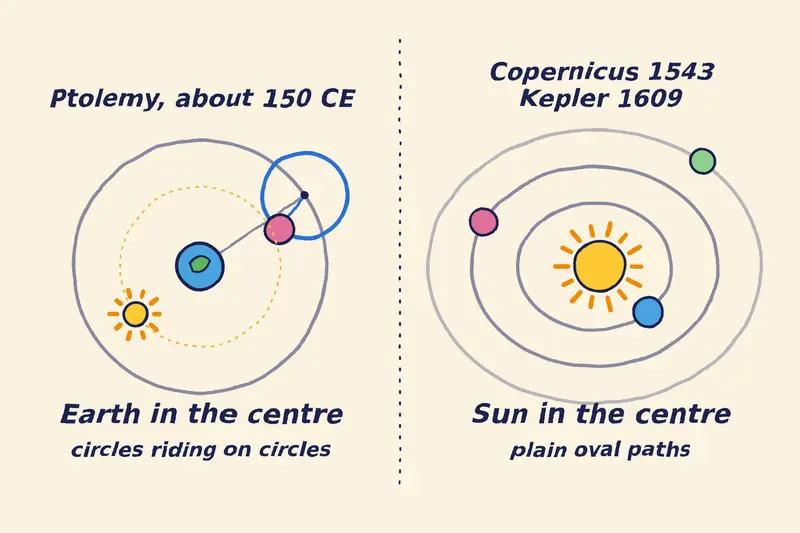 Ptolemy, about 150 CE
Earth in the centre
circles riding on circles
Copernicus 1543
Kepler 1609
Sun in the centre
plain oval paths